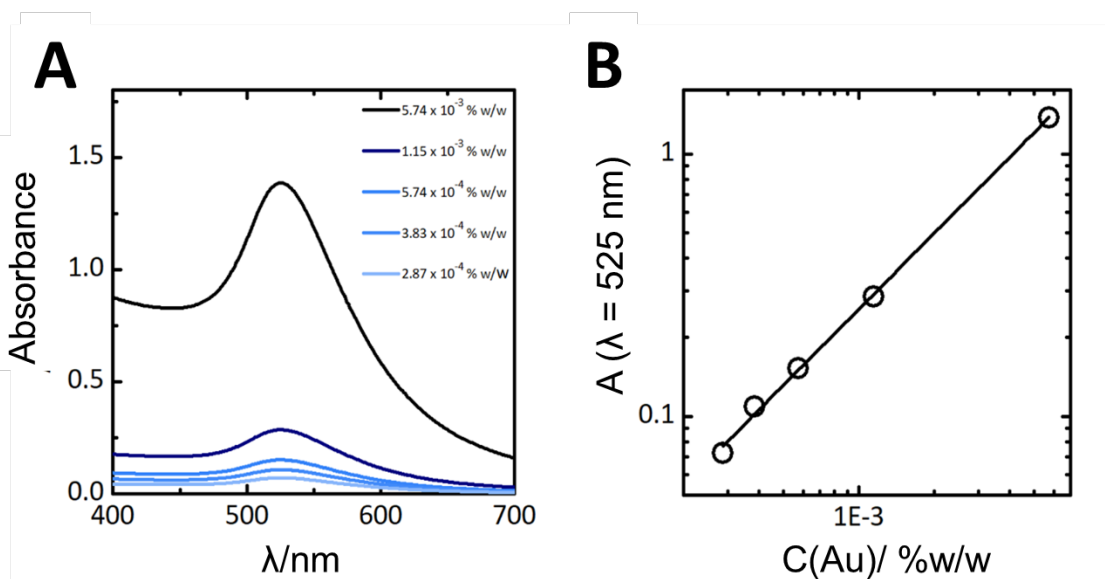 A
Absorbance
1.5
1.0
0.5
0.0
400
500
600
700
λ/nm
5.74 x 10⁻³ % w/w
1.15 x 10⁻³ % w/w
5.74 x 10⁻⁴ % w/w
3.83 x 10⁻⁴ % w/w
2.87 x 10⁻⁴ % w/w
B
A (λ = 525 nm)
1
0.1
1E-3
C(Au)/ %w/w